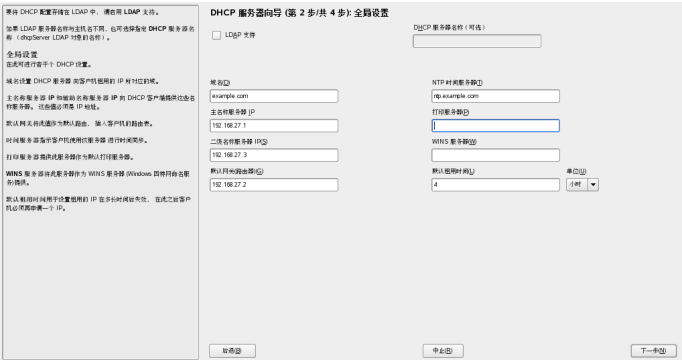 要将 DHCP 配置存储在 LDAP 中，请启用 LDAP 支持。
如果 LDAP 服务器名称与主机名不同，也可选择指定 DHCP 服务器名
称（dhcpServer LDAP 对象的名称）。
全局设置
在此可进行若干个 DHCP 设置。
域名设置 DHCP 服务器向客户机租用的 IP 所对应的域。
主名称服务器 IP 和辅助名称服务器 IP 向 DHCP 客户端提供这些名
称服务器。 这些值必须是 IP 地址。
默认网关将此值作为默认路由， 插入客户机的路由表。
时间服务器指示客户机使用该服务器 进行时间同步。
打印服务器提供此服务器作为默认打印服务器。
WINS 服务器将此服务器作为 WINS 服务器 (Windows 因特网命名服
务)提供。
默认租用时间用于设置租用的 IP 在多长时间后失效， 在此之后客户
机必须再申请一个 IP。
DHCP 服务器向导 (第 2 步/共 4 步): 全局设置
LDAP 支持
DHCP 服务器名称（可选）
域名(D)
example.com
NTP 时间服务器(T)
ntp.example.com
主名称服务器 IP
192.168.27.1
打印服务器(P)
二级名称服务器 IP(S)
192.168.27.3
WINS 服务器(W)
默认网关(路由器)(G)
192.168.27.2
默认租用时间(L)
4
单位(U)
小时
后退(B)
中止(R)
下一步(N)